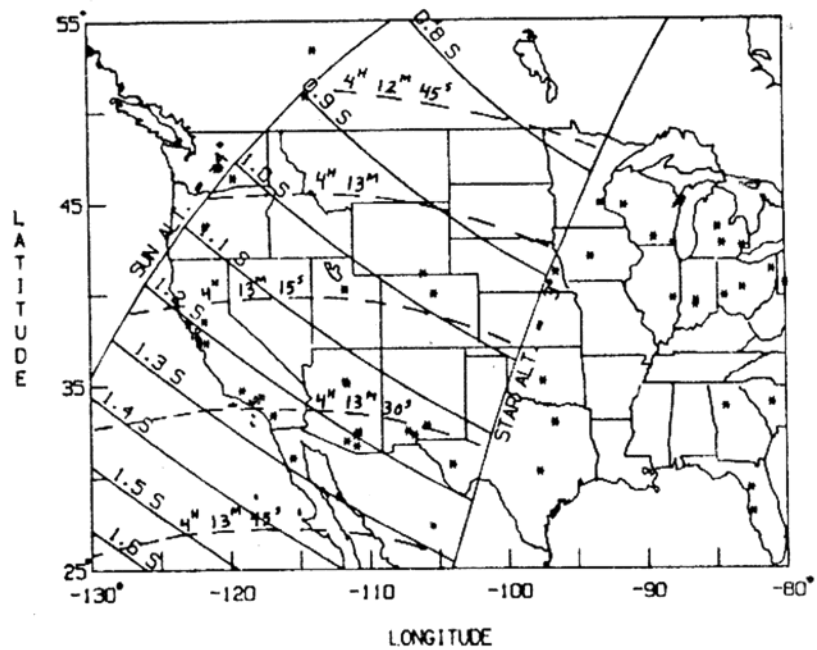 55°
45
35
25
LATITUDE
-130°
-120
-110
-100
-90
-80°
LONGITUDE
0.8 S
0.9 S
1.0 S
1.1 S
1.2 S
1.3 S
1.4 S
1.5 S
1.6 S
4ᴴ 12ᴹ 45ˢ
4ᴴ 13ᴹ
4ᴴ 13ᴹ 15ˢ
4ᴴ 13ᴹ 30ˢ
4ᴴ 13ᴹ 45ˢ
SUN AL
STAR ALT.